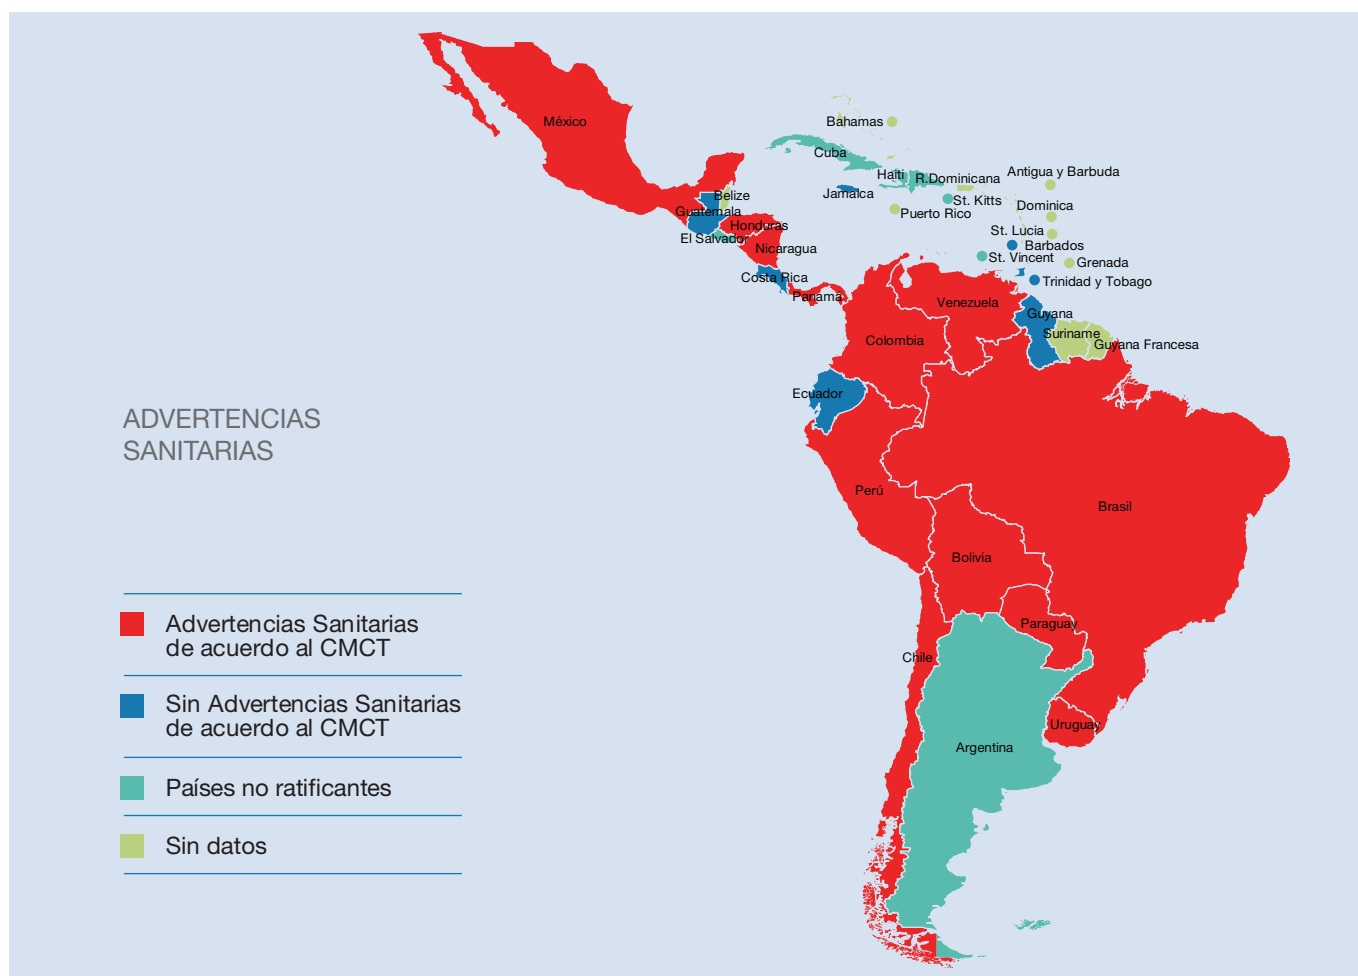 México
Bahamas
Cuba
Haiti
R.Dominicana
Antigua y Barbuda
Jamaica
St. Kitts
Belize
Puerto Rico
Dominica
Guatemala
Honduras
St. Lucia
El Salvador
Nicaragua
Barbados
St. Vincent
Grenada
Costa Rica
Trinidad y Tobago
Panamá
Venezuela
Guyana
Suriname
Colombia
Guyana Francesa
Ecuador
ADVERTENCIAS
SANITARIAS
Perú
Brasil
Bolivia
Paraguay
Chile
Uruguay
Argentina
Advertencias Sanitarias
de acuerdo al CMCT
Sin Advertencias Sanitarias
de acuerdo al CMCT
Países no ratificantes
Sin datos